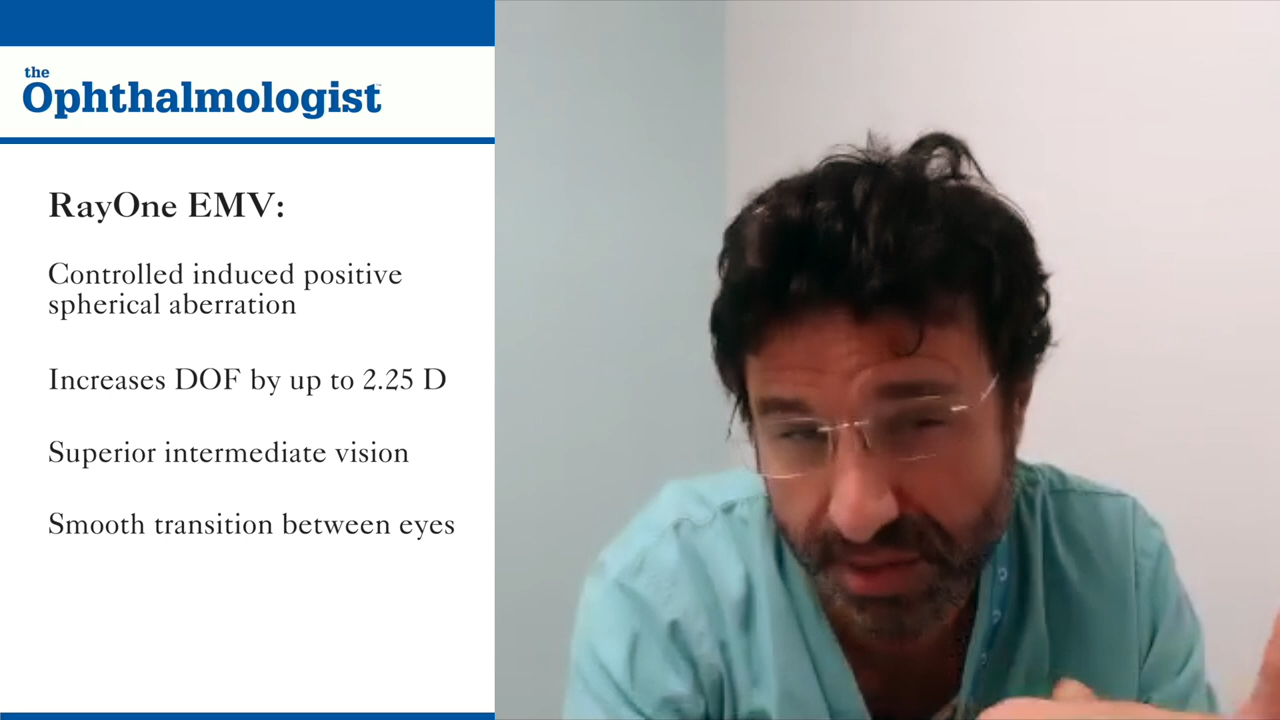 the
Ophthalmologist
RayOne EMV:
Controlled induced positive
spherical aberration
Increases DOF by up to 2.25 D
Superior intermediate vision
Smooth transition between eyes